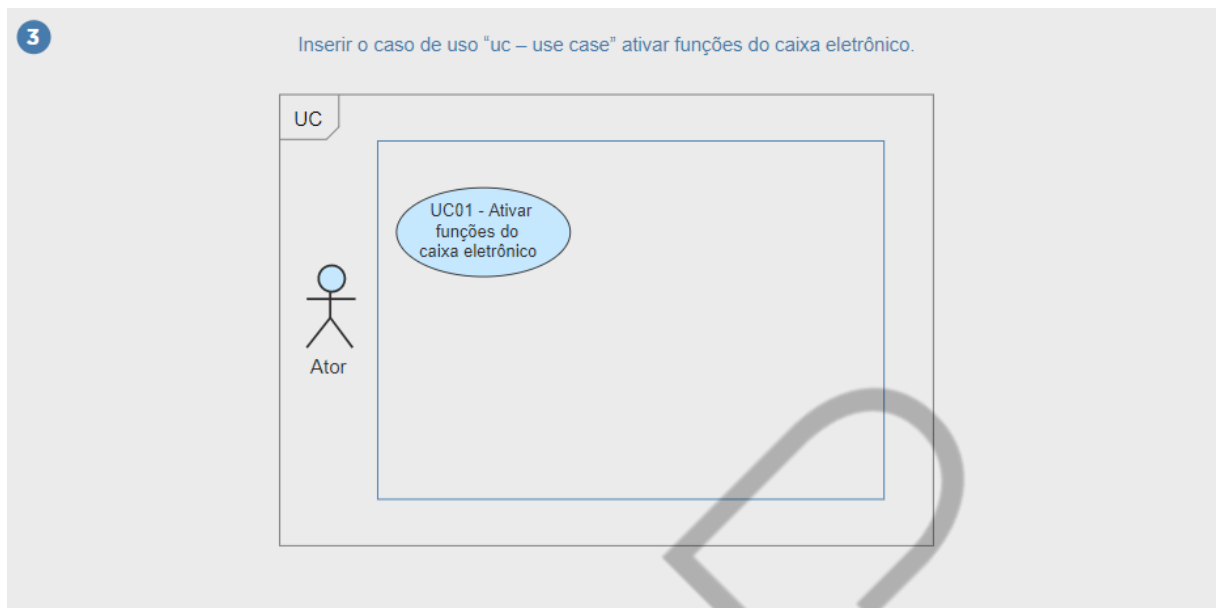 3
Inserir o caso de uso “uc – use case” ativar funções do caixa eletrônico.
UC
UC01 - Ativar
funções do
caixa eletrônico
Ator